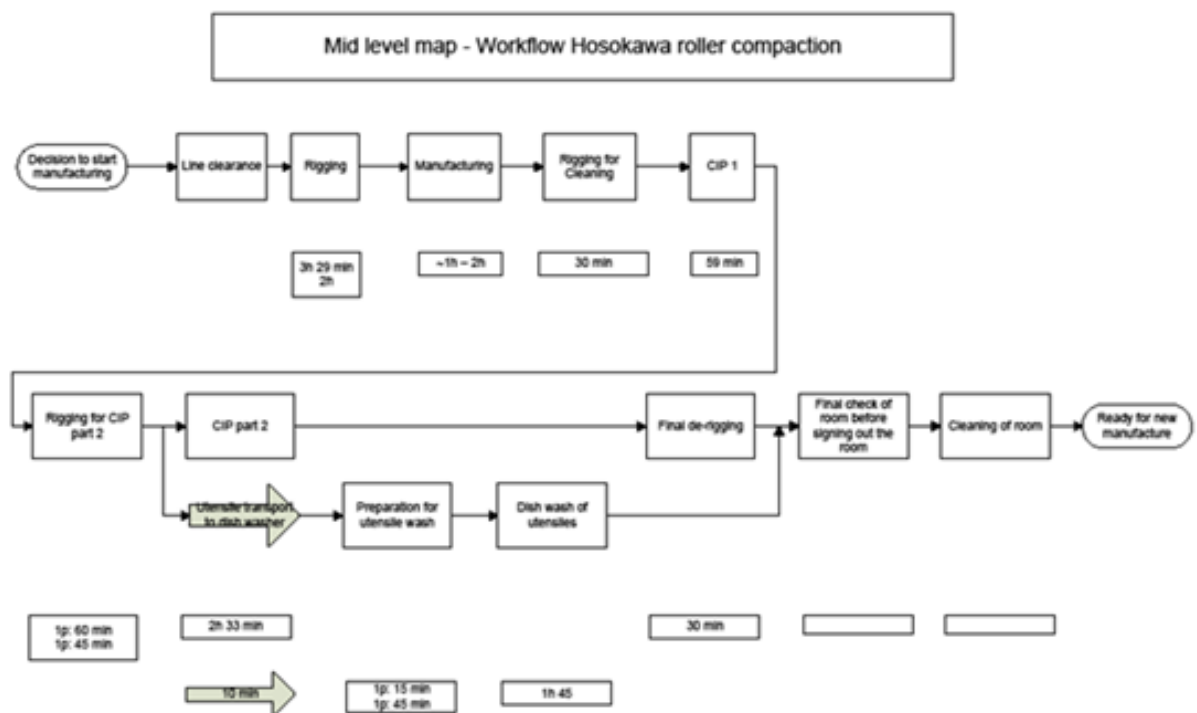 Mid level map - Workflow Hosokawa roller compaction
Decision to start
manufacturing
Line clearance
Rigging
Manufacturing
Rigging for
Cleaning
CIP 1
3h 29 min
2h
~1h – 2h
30 min
59 min
Rigging for CIP
part 2
CIP part 2
Final de-rigging
Final check of
room before
signing out the
room
Cleaning of room
Ready for new
manufacture
Utensile transport
to dish washer
Preparation for
utensile wash
Dish wash of
utensiles
1p: 60 min
1p: 45 min
2h 33 min
30 min
10 min
1p: 15 min
1p: 45 min
1h 45